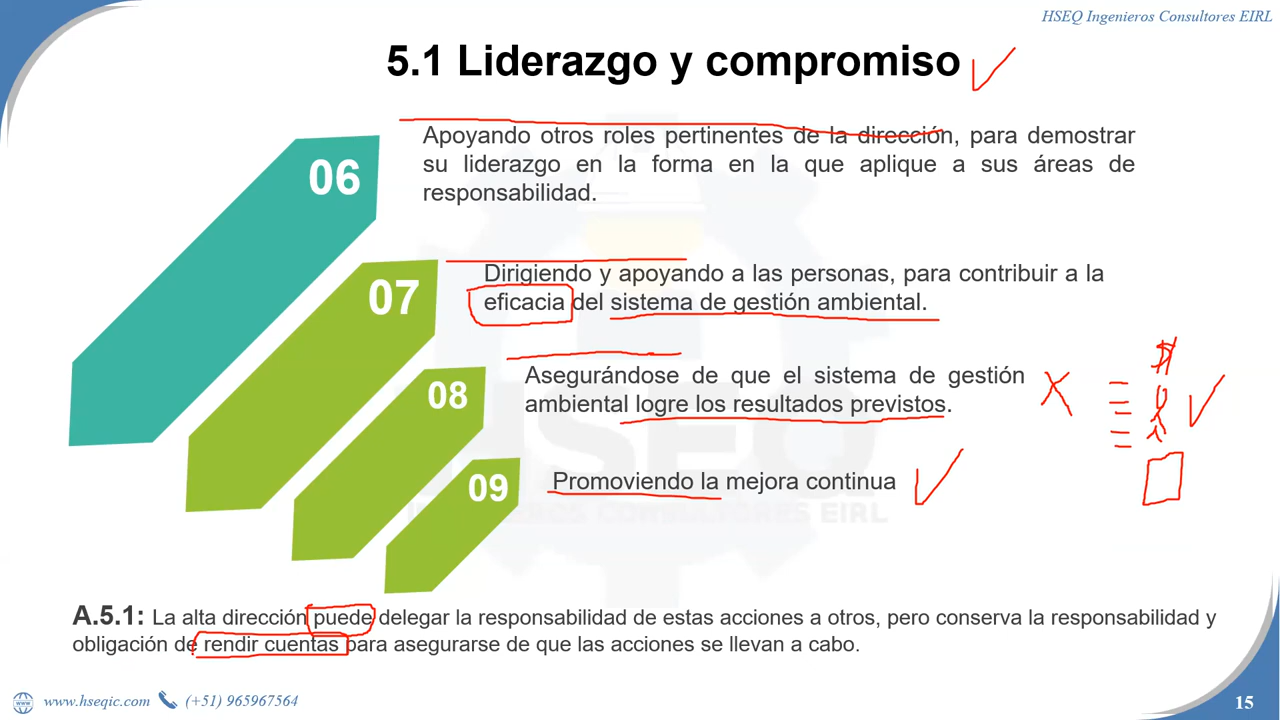 HSEQ Ingenieros Consultores EIRL
5.1 Liderazgo y compromiso
06
Apoyando otros roles pertinentes de la dirección, para demostrar
su liderazgo en la forma en la que aplique a sus áreas de
responsabilidad.
07
Dirigiendo y apoyando a las personas, para contribuir a la
eficacia del sistema de gestión ambiental.
08
Asegurándose de que el sistema de gestión
ambiental logre los resultados previstos.
09
Promoviendo la mejora continua
HSEQ
INGENIEROS CONSULTORES EIRL
A.5.1: La alta dirección puede delegar la responsabilidad de estas acciones a otros, pero conserva la responsabilidad y
obligación de rendir cuentas para asegurarse de que las acciones se llevan a cabo.
www.hseqic.com (+51) 965967564
15